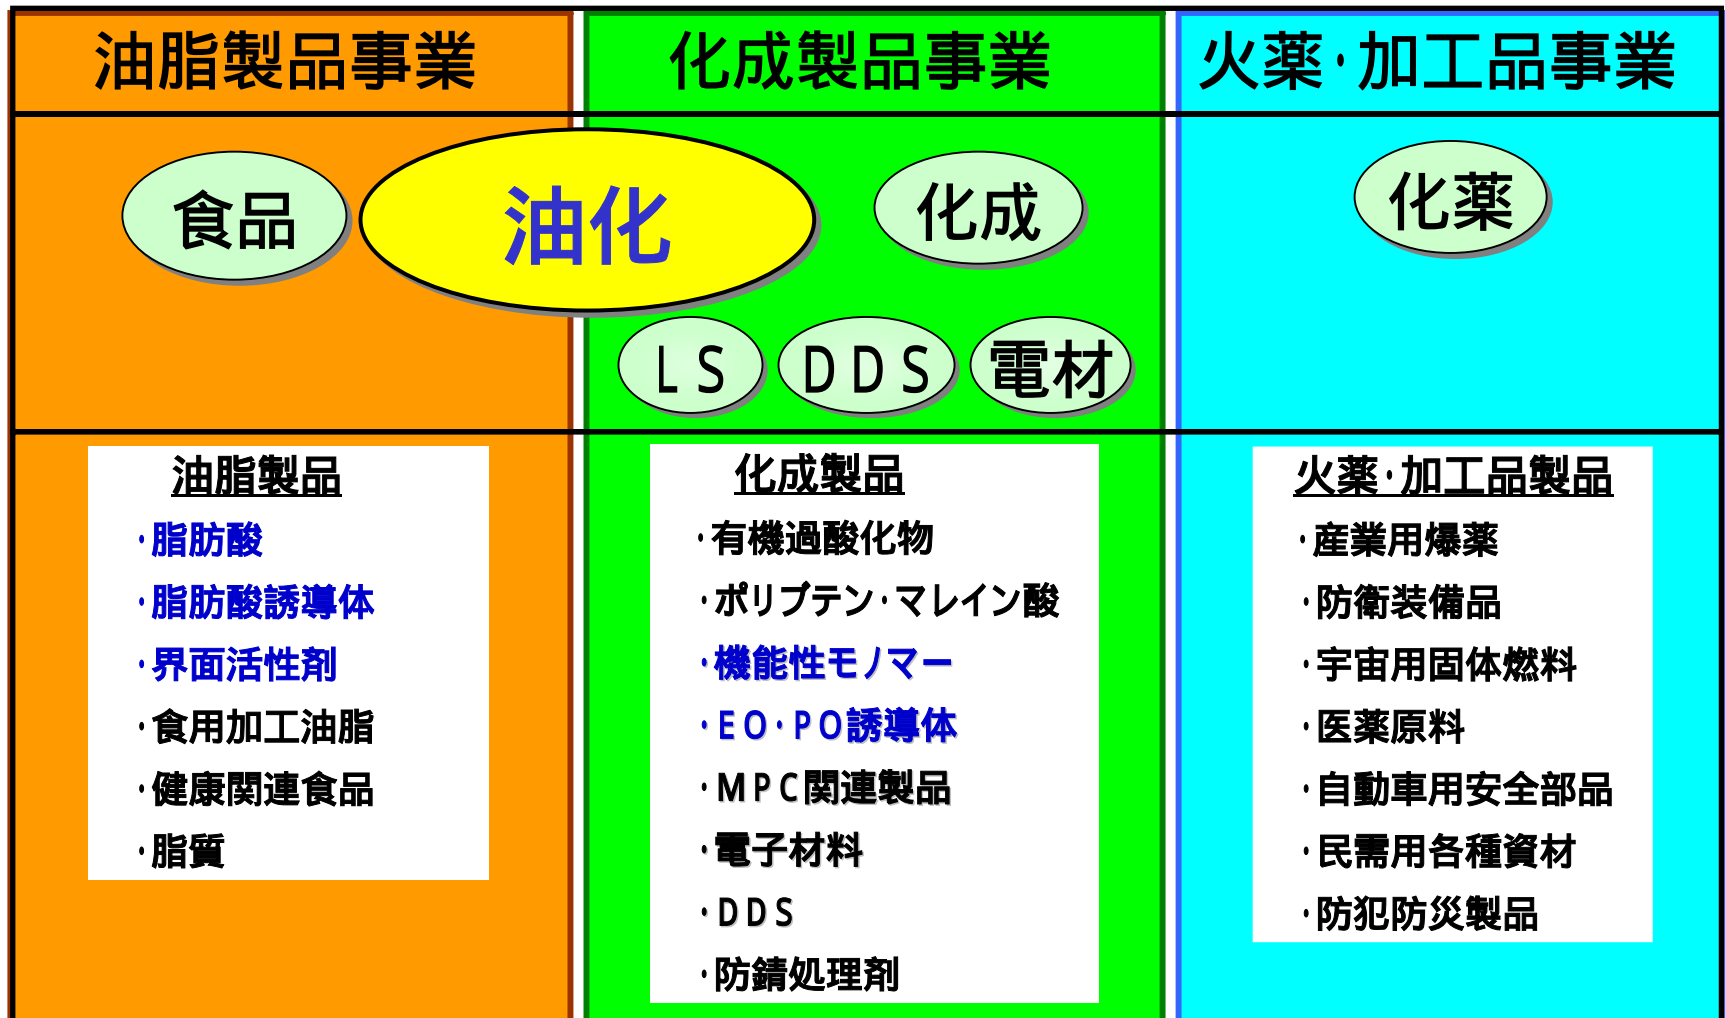 油脂製品事業
化成製品事業
火薬・加工品事業
食品
油化
化成
化薬
ＬＳ
ＤＤＳ
電材
油脂製品
・脂肪酸
・脂肪酸誘導体
・界面活性剤
・食用加工油脂
・健康関連食品
・脂質
化成製品
・有機過酸化物
・ポリブテン・マレイン酸
・機能性モノマー
・ＥＯ・ＰＯ誘導体
・ＭＰＣ関連製品
・電子材料
・ＤＤＳ
・防錆処理剤
火薬・加工品製品
・産業用爆薬
・防衛装備品
・宇宙用固体燃料
・医薬原料
・自動車用安全部品
・民需用各種資材
・防犯防災製品